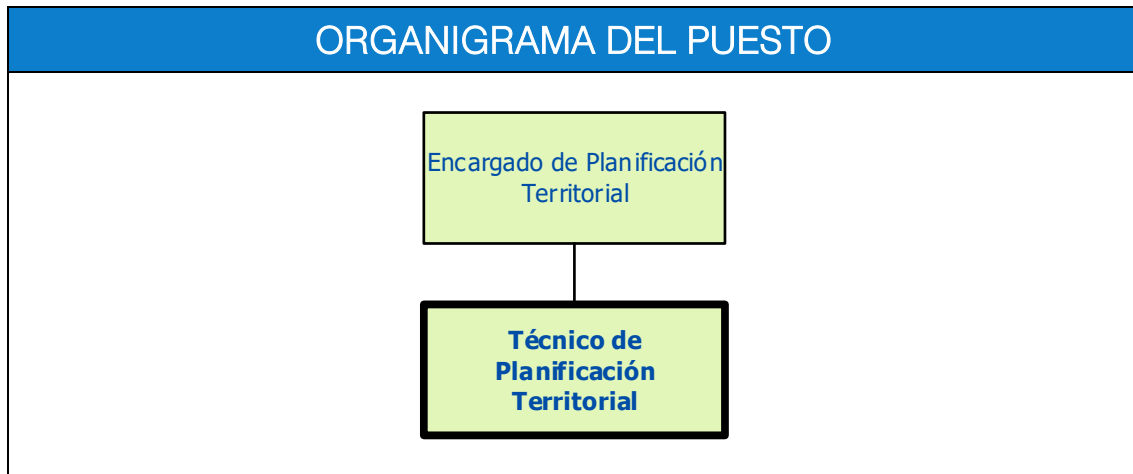 ORGANIGRAMA DEL PUESTO
Encargado de Planificación
Territorial
Técnico de
Planificación
Territorial